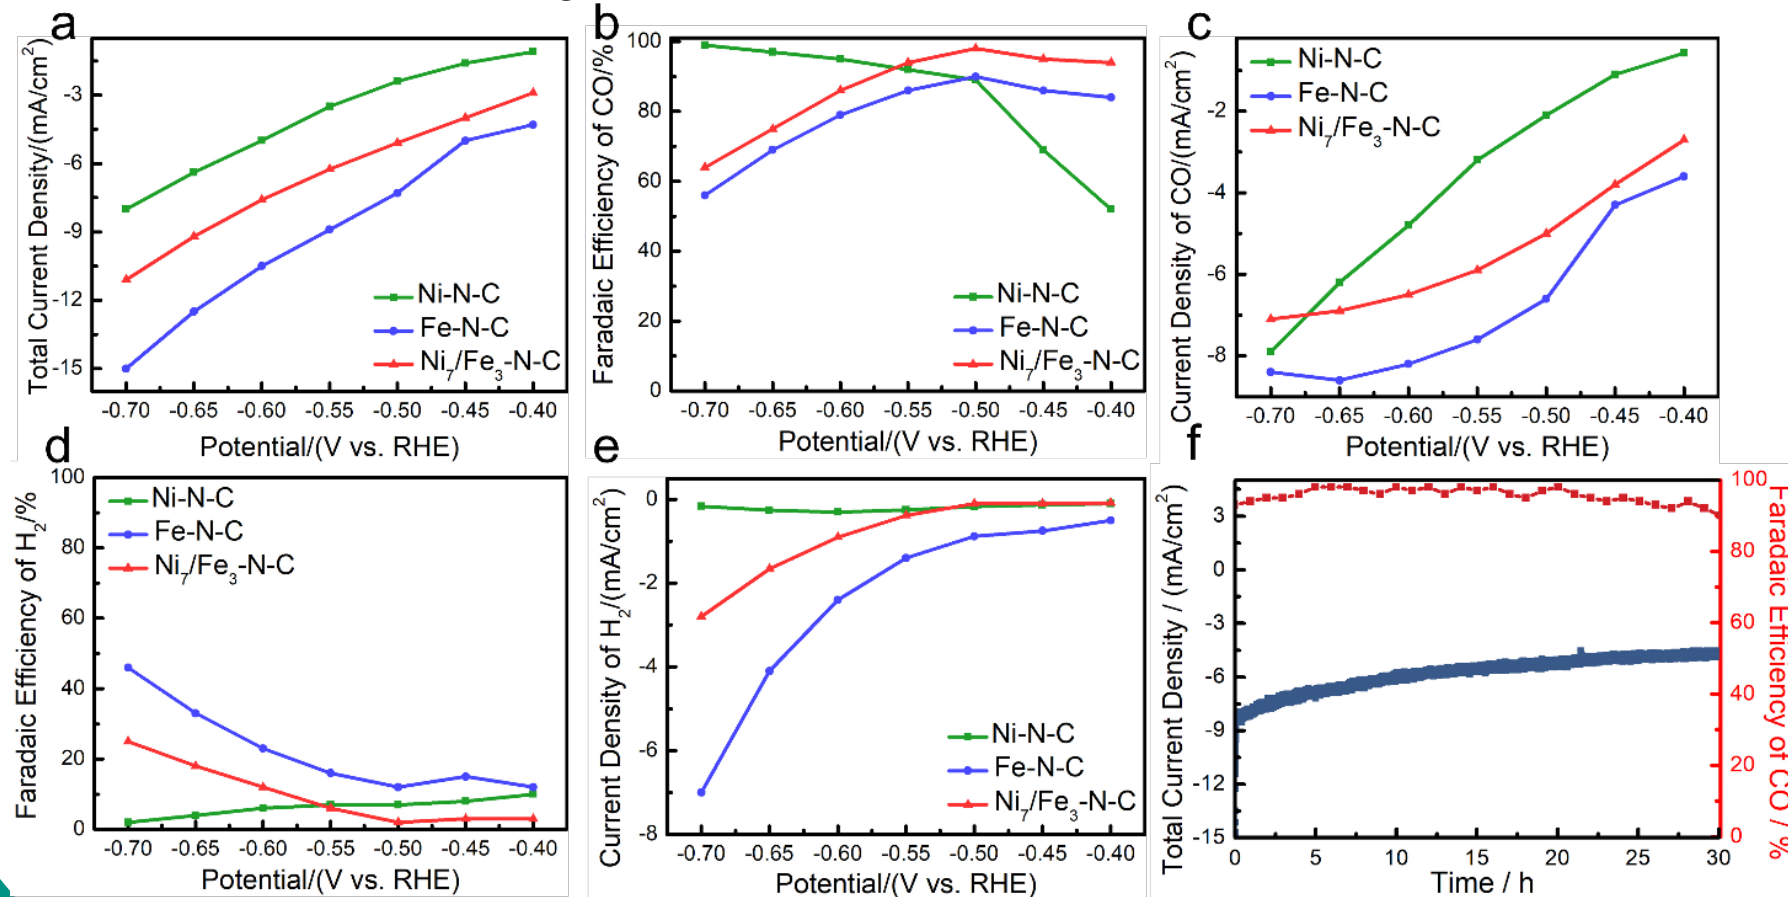 a
Total Current Density/(mA/cm²)
-3
-6
-9
-12
-15
Ni-N-C
Fe-N-C
Ni₇/Fe₃-N-C
-0.70 -0.65 -0.60 -0.55 -0.50 -0.45 -0.40
Potential/(V vs. RHE)
b
Faradaic Efficiency of CO/%
100
80
60
40
20
0
Ni-N-C
Fe-N-C
Ni₇/Fe₃-N-C
-0.70 -0.65 -0.60 -0.55 -0.50 -0.45 -0.40
Potential/(V vs. RHE)
c
Current Density of CO/(mA/cm²)
-2
-4
-6
-8
Ni-N-C
Fe-N-C
Ni₇/Fe₃-N-C
-0.70 -0.65 -0.60 -0.55 -0.50 -0.45 -0.40
Potential/(V vs. RHE)
d
Faradaic Efficiency of H₂/%
100
80
60
40
20
0
Ni-N-C
Fe-N-C
Ni₇/Fe₃-N-C
-0.70 -0.65 -0.60 -0.55 -0.50 -0.45 -0.40
Potential/(V vs. RHE)
e
Current Density of H₂/(mA/cm²)
0
-2
-4
-6
-8
Ni-N-C
Fe-N-C
Ni₇/Fe₃-N-C
-0.70 -0.65 -0.60 -0.55 -0.50 -0.45 -0.40
Potential/(V vs. RHE)
f
Total Current Density / (mA/cm²)
3
0
-3
-6
-9
-12
-15
100
80
60
40
20
0
Faradaic Efficiency of CO / %
0 5 10 15 20 25 30
Time / h